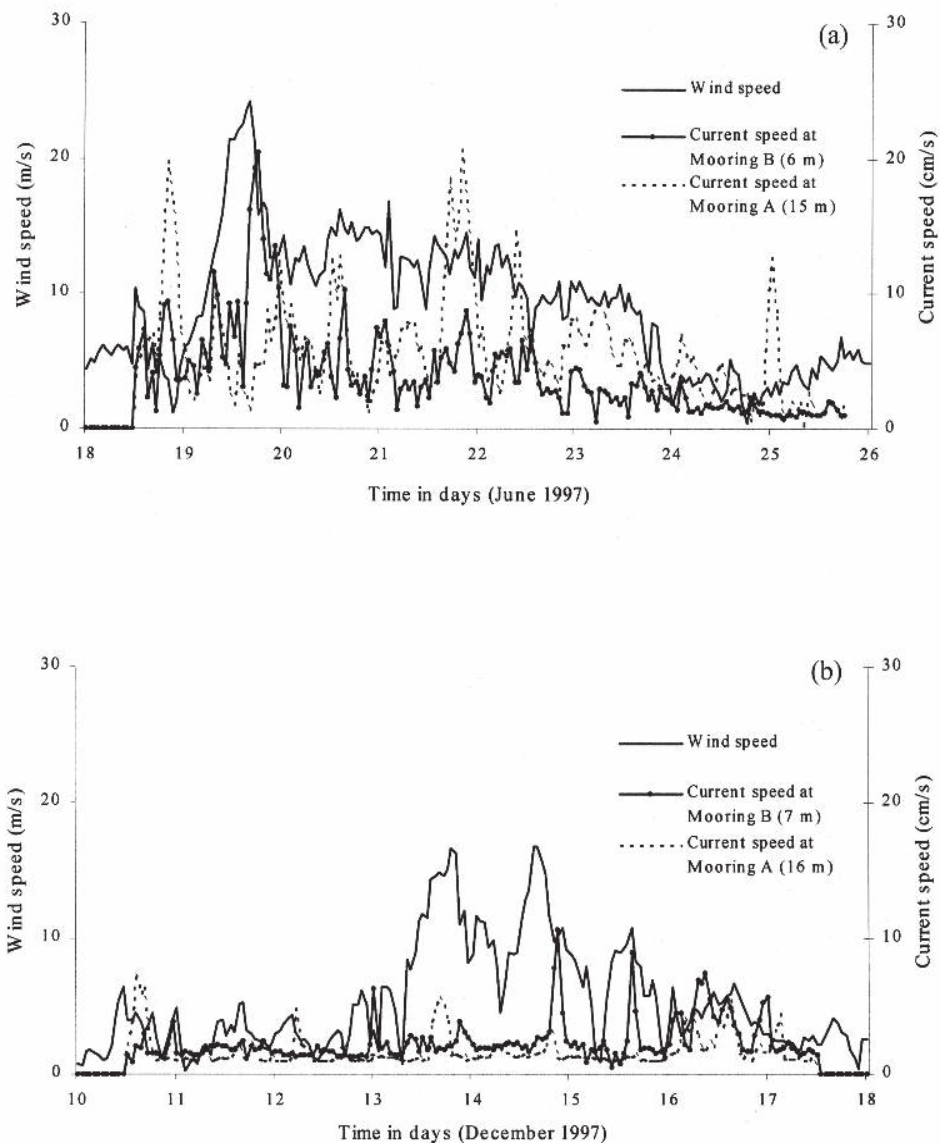 (a)
30
20
10
0
Wind speed (m/s)
30
20
10
0
Current speed (cm/s)
Wind speed
Current speed at
Mooring B (6 m)
Current speed at
Mooring A (15 m)
18 19 20 21 22 23 24 25 26
Time in days (June 1997)
(b)
30
20
10
0
Wind speed (m/s)
30
20
10
0
Current speed (cm/s)
Wind speed
Current speed at
Mooring B (7 m)
Current speed at
Mooring A (16 m)
10 11 12 13 14 15 16 17 18
Time in days (December 1997)